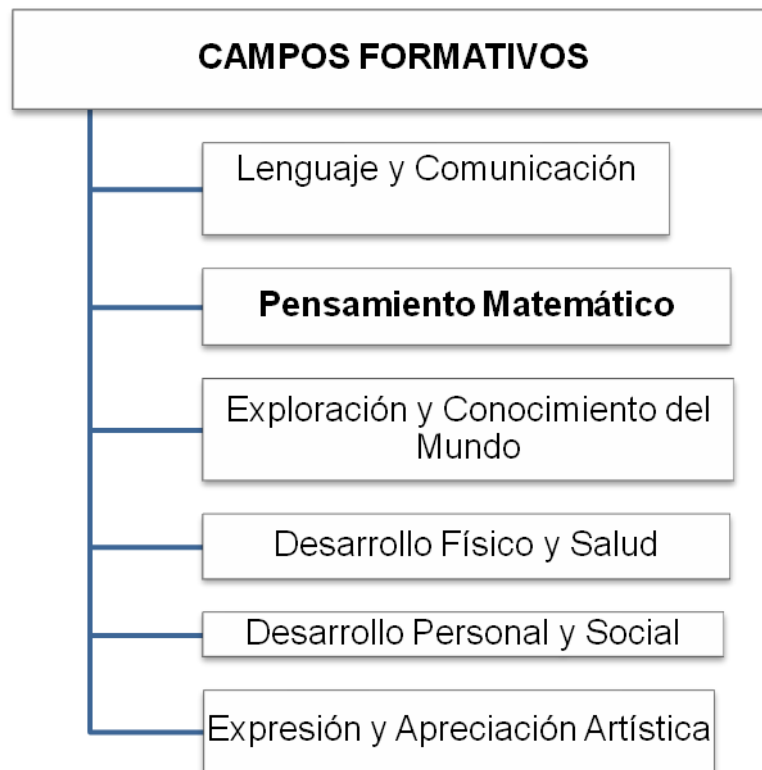 CAMPOS FORMATIVOS
Lenguaje y Comunicación
Pensamiento Matemático
Exploración y Conocimiento del
Mundo
Desarrollo Físico y Salud
Desarrollo Personal y Social
Expresión y Apreciación Artística